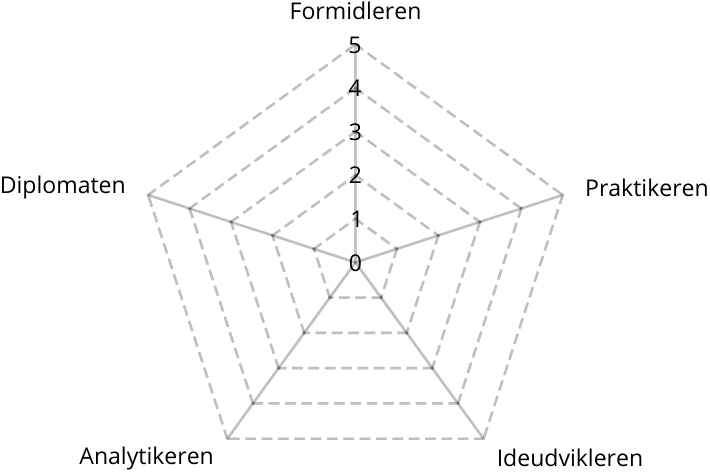 Formidleren
5
4
3
2
1
0
Diplomaten
Praktikeren
Analytikeren
Ideudvikleren